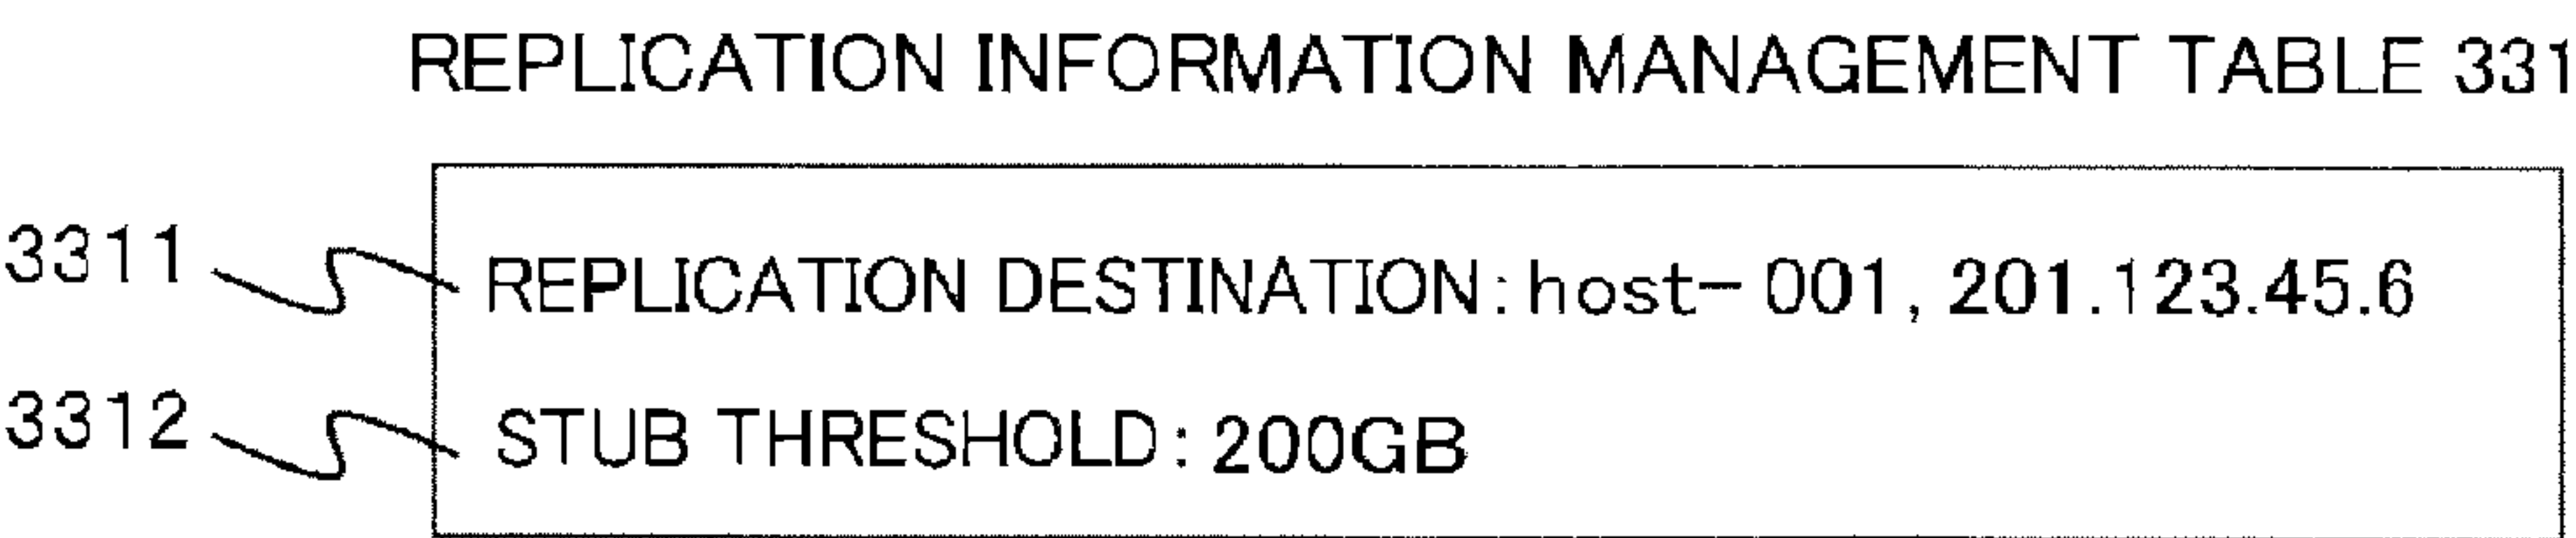 REPLICATION INFORMATION MANAGEMENT TABLE 331
3311 REPLICATION DESTINATION: host-001, 201.123.45.6
3312 STUB THRESHOLD: 200GB